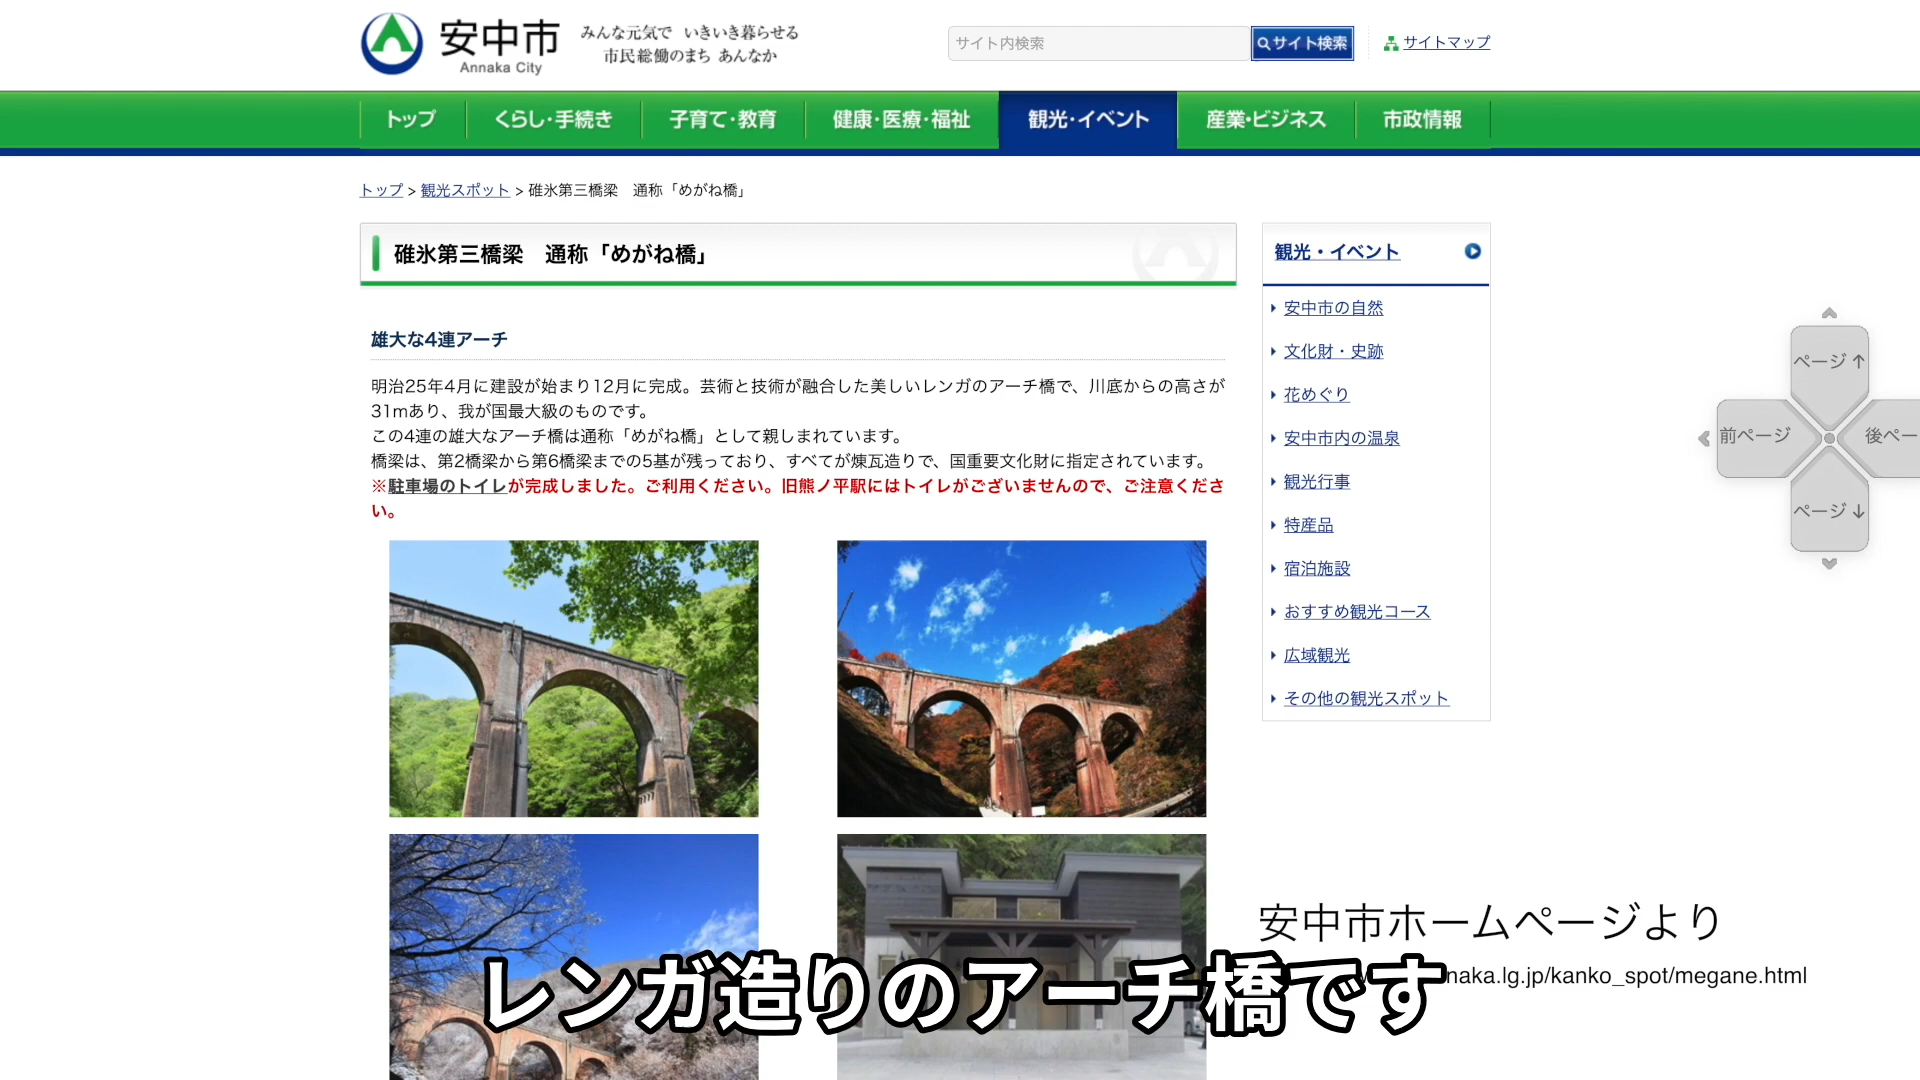 安中市
Annaka City
みんな元気で いきいき暮らせる
市民総働のまち あんなか
サイト内検索
サイト検索
サイトマップ
トップ
くらし・手続き
子育て・教育
健康・医療・福祉
観光・イベント
産業・ビジネス
市政情報
トップ > 観光スポット > 碓氷第三橋梁　通称「めがね橋」
碓氷第三橋梁　通称「めがね橋」
雄大な4連アーチ
明治25年4月に建設が始まり12月に完成。芸術と技術が融合した美しいレンガのアーチ橋で、川底からの高さが
31mあり、我が国最大級のものです。
この4連の雄大なアーチ橋は通称「めがね橋」として親しまれています。
橋梁は、第2橋梁から第6橋梁までの5基が残っており、すべてが煉瓦造りで、国重要文化財に指定されています。
※駐車場のトイレが完成しました。ご利用ください。旧熊ノ平駅にはトイレがございませんので、ご注意くださ
い。
観光・イベント
安中市の自然
文化財・史跡
花めぐり
安中市内の温泉
観光行事
特産品
宿泊施設
おすすめ観光コース
広域観光
その他の観光スポット
ページ↑
前ページ
後ペー
ページ↓
安中市ホームページより
naka.lg.jp/kanko_spot/megane.html
レンガ造りのアーチ橋です